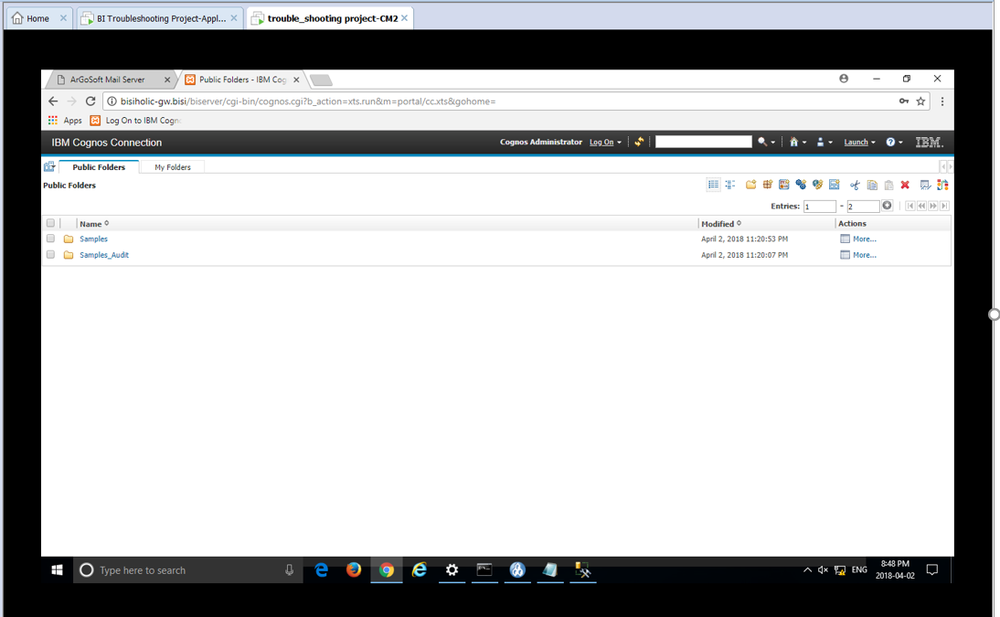 Home
BI Troubleshooting Project-Appl...
trouble_shooting project-CM2
ArGoSoft Mail Server
Public Folders - IBM Cog
bisiholic-gw.bisi/biserver/cgi-bin/cognos.cgi?b_action=xts.run&m=portal/cc.xts&gohome=
Apps
Log On to IBM Cogno
IBM Cognos Connection
Cognos Administrator Log On
Launch
IBM.
Public Folders
My Folders
Public Folders
Entries: 1 - 2
Name Modified Actions
Samples April 2, 2018 11:20:53 PM More...
Samples_Audit April 2, 2018 11:20:07 PM More...
Type here to search
ENG
8:48 PM
2018-04-02